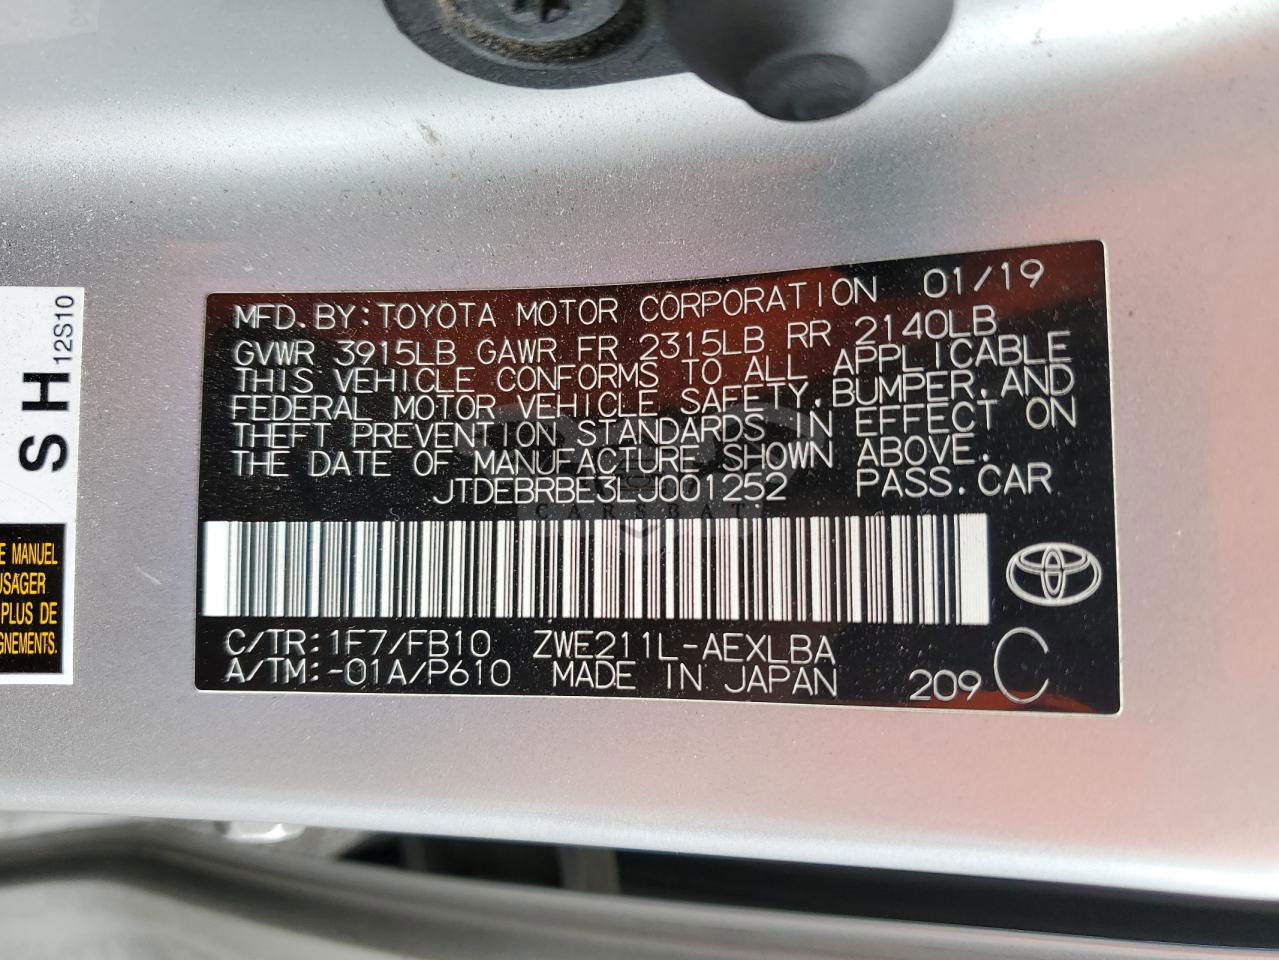 MFD.BY:TOYOTA MOTOR CORPORATION 01/19
GVWR 3915LB GAWR FR 2315LB RR 2140LB
THIS VEHICLE CONFORMS TO ALL APPLICABLE
FEDERAL MOTOR VEHICLE SAFETY,BUMPER,AND
THEFT PREVENTION STANDARDS IN EFFECT ON
THE DATE OF MANUFACTURE SHOWN ABOVE.
JTDEBRBE3LJ001252 PASS.CAR
CARSBAT
C/TR:1F7/FB10 ZWE211L-AEXLBA
A/TM:-01A/P610 MADE IN JAPAN 209 C
SH 12S10
E MANUEL
USAGER
PLUS DE
GNEMENTS.